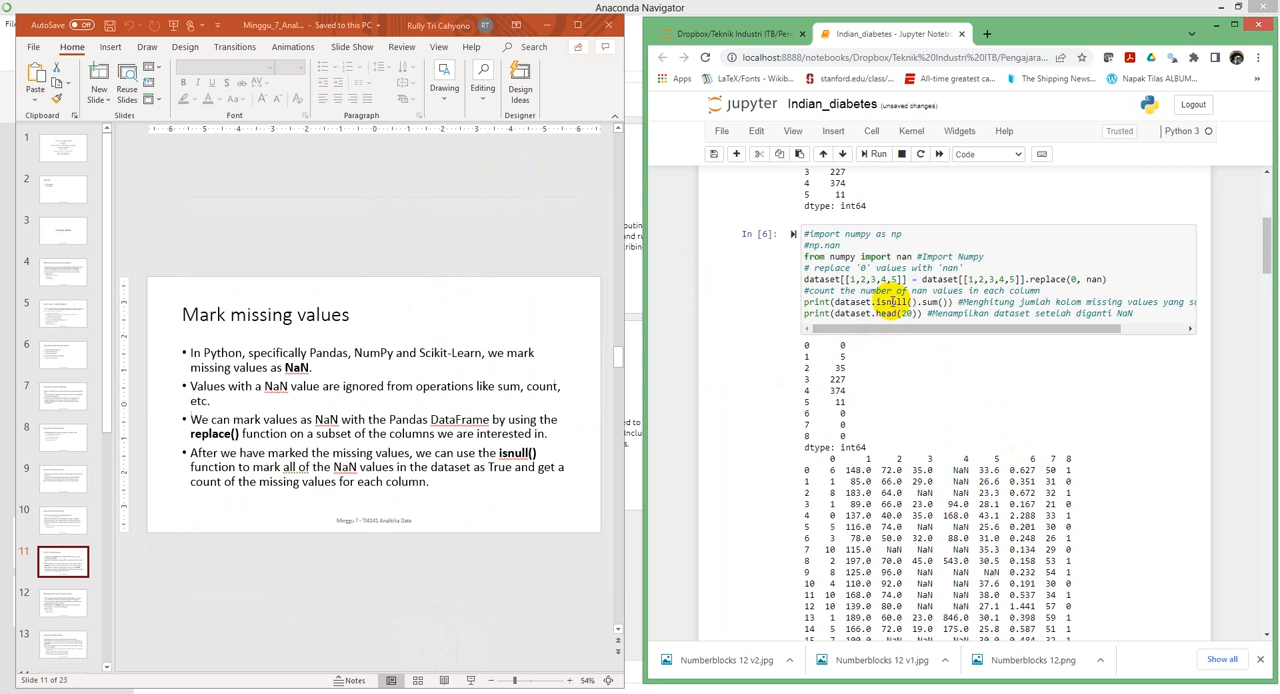 Anaconda Navigator
AutoSave Off
Minggu_7_Anal... - Saved to this PC
Rully Tri Cahyono
RT
File Home Insert Draw Design Transitions Animations Slide Show Review View Help Search
Paste
New Slide
Reuse Slides
Drawing
Editing
Design Ideas
Clipboard Slides Font Paragraph Designer
1
2
3
4
5
6
7
8
9
10
11
12
13
Mark missing values
• In Python, specifically Pandas, NumPy and Scikit-Learn, we mark
missing values as NaN.
• Values with a NaN value are ignored from operations like sum, count,
etc.
• We can mark values as NaN with the Pandas DataFrame by using the
replace() function on a subset of the columns we are interested in.
• After we have marked the missing values, we can use the isnull()
function to mark all of the NaN values in the dataset as True and get a
count of the missing values for each column.
Minggu 7 - TI4141 Analitika Data
Slide 11 of 23
Notes
54%
Dropbox/Teknik Industri ITB/Pen
Indian_diabetes - Jupyter Notebook
localhost:8888/notebooks/Dropbox/Teknik%20Industri%20ITB/Pengajara...
Apps
LaTeX/Fonts - Wikib...
stanford.edu/class/...
All-time greatest ca...
The Shipping News...
Napak Tilas ALBUM...
jupyter Indian_diabetes (unsaved changes)
Logout
File Edit View Insert Cell Kernel Widgets Help
Trusted
Python 3
Run
Code
3 227
4 374
5 11
dtype: int64
In [6]:
#import numpy as np
#np.nan
from numpy import nan #Import Numpy
# replace '0' values with 'nan'
dataset[[1,2,3,4,5]] = dataset[[1,2,3,4,5]].replace(0, nan)
#count the number of nan values in each column
print(dataset.isnull().sum()) #Menghitung jumlah kolom missing values yang su
print(dataset.head(20)) #Menampilkan dataset setelah diganti NaN
0 0
1 5
2 35
3 227
4 374
5 11
6 0
7 0
8 0
dtype: int64
0 1 2 3 4 5 6 7 8
0 6 148.0 72.0 35.0 NaN 33.6 0.627 50 1
1 1 85.0 66.0 29.0 NaN 26.6 0.351 31 0
2 8 183.0 64.0 NaN NaN 23.3 0.672 32 1
3 1 89.0 66.0 23.0 94.0 28.1 0.167 21 0
4 0 137.0 40.0 35.0 168.0 43.1 2.288 33 1
5 5 116.0 74.0 NaN NaN 25.6 0.201 30 0
6 3 78.0 50.0 32.0 88.0 31.0 0.248 26 1
7 10 115.0 NaN NaN NaN 35.3 0.134 29 0
8 2 197.0 70.0 45.0 543.0 30.5 0.158 53 1
9 8 125.0 96.0 NaN NaN NaN 0.232 54 1
10 4 110.0 92.0 NaN NaN 37.6 0.191 30 0
11 10 168.0 74.0 NaN NaN 38.0 0.537 34 1
12 10 139.0 80.0 NaN NaN 27.1 1.441 57 0
13 1 189.0 60.0 23.0 846.0 30.1 0.398 59 1
14 5 166.0 72.0 19.0 175.0 25.8 0.587 51 1
Numberblocks 12 v2.jpg
Numberblocks 12 v1.jpg
Numberblocks 12.png
Show all